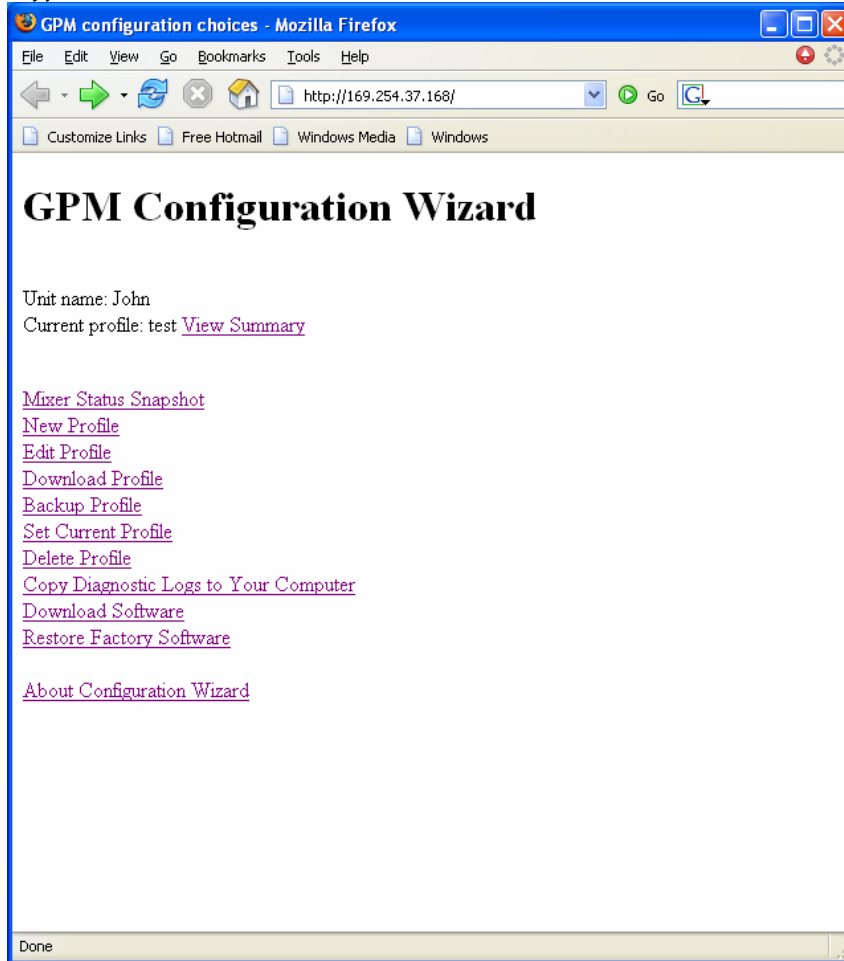 GPM configuration choices - Mozilla Firefox
File Edit View Go Bookmarks Tools Help
http://169.254.37.168/ Go G
Customize Links Free Hotmail Windows Media Windows
GPM Configuration Wizard
Unit name: John
Current profile: test View Summary
Mixer Status Snapshot
New Profile
Edit Profile
Download Profile
Backup Profile
Set Current Profile
Delete Profile
Copy Diagnostic Logs to Your Computer
Download Software
Restore Factory Software
About Configuration Wizard
Done